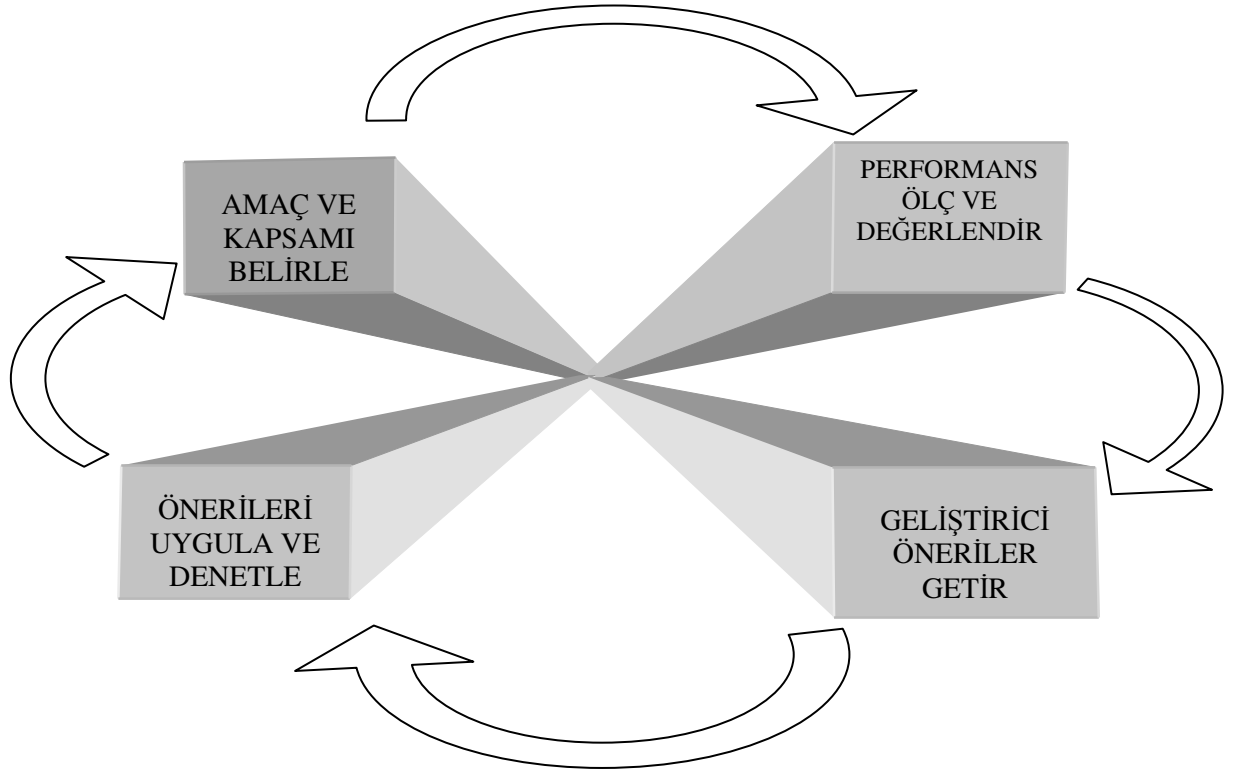 AMAÇ VE
KAPSAMI
BELİRLE
PERFORMANS
ÖLÇ VE
DEĞERLENDİR
ÖNERİLERİ
UYGULA VE
DENETLE
GELİŞTİRİCİ
ÖNERİLER
GETİR